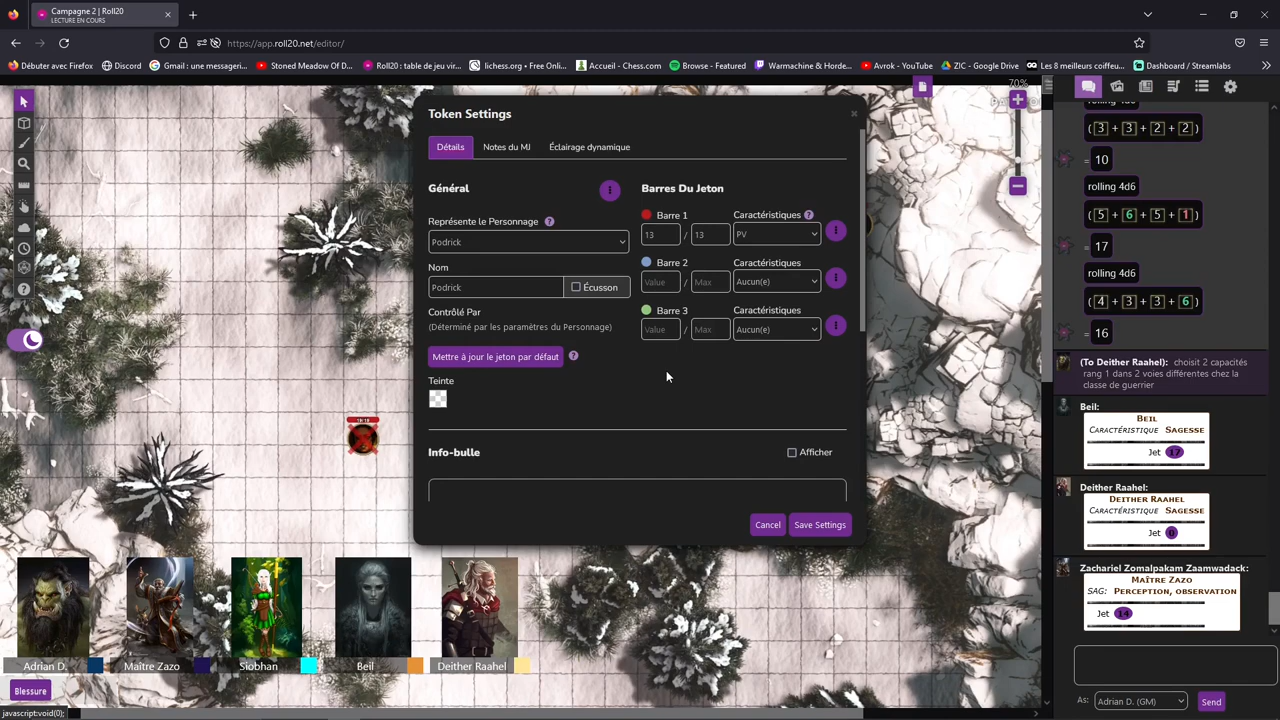 Campagne 2 | Roll20
LECTURE EN COURS
https://app.roll20.net/editor/
Débuter avec Firefox
Discord
Gmail : une messageri...
Stoned Meadow Of D...
Roll20 : table de jeu vir...
lichess.org • Free Onli...
Accueil - Chess.com
Browse - Featured
Warmachine & Horde...
Avrok - YouTube
ZIC - Google Drive
Les 8 meilleurs coiffeur...
Dashboard / Streamlabs
70%
Token Settings
Détails
Notes du MJ
Éclairage dynamique
Général
Représente le Personnage
Podrick
Nom
Podrick
Écusson
Contrôlé Par
(Déterminé par les paramètres du Personnage)
Mettre à jour le jeton par défaut
Teinte
Barres Du Jeton
Barre 1
Caractéristiques
13 / 13
PV
Barre 2
Caractéristiques
Value / Max
Aucun(e)
Barre 3
Caractéristiques
Value / Max
Aucun(e)
Info-bulle
Afficher
Cancel
Save Settings
Adrian D.
Maître Zazo
Siobhan
Beil
Deither Raahel
Blessure
javascript:void(0);
rolling 4d6
(3+3+2+2)
= 10
rolling 4d6
(5+6+5+1)
= 17
rolling 4d6
(4+3+3+6)
= 16
(To Deither Raahel): choisit 2 capacités
rang 1 dans 2 voies différentes chez la
classe de guerrier
Beil:
Beil
Caractéristique Sagesse
Jet 17
Deither Raahel:
Deither Raahel
Caractéristique Sagesse
Jet 0
Zachariel Zomalpakam Zaamwadack:
Maître Zazo
SAG: Perception, observation
Jet 14
As:
Adrian D. (GM)
Send